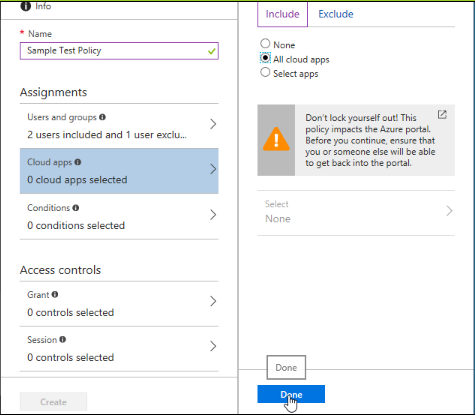 Info
* Name
Sample Test Policy
Assignments
Users and groups
2 users included and 1 user exclu...
Cloud apps
0 cloud apps selected
Conditions
0 conditions selected
Access controls
Grant
0 controls selected
Session
0 controls selected
Create
Include Exclude
None
All cloud apps
Select apps
Don't lock yourself out! This
policy impacts the Azure portal.
Before you continue, ensure that
you or someone else will be able
to get back into the portal.
Select
None
Done
Done